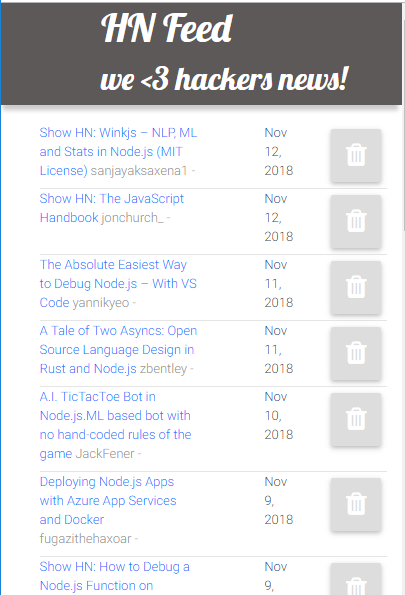 HN Feed
we <3 hackers news!
Show HN: Winkjs – NLP, ML
and Stats in Node.js (MIT
License) sanjayaksaxena1 -
Nov
12,
2018
Show HN: The JavaScript
Handbook jonchurch_ -
Nov
12,
2018
The Absolute Easiest Way
to Debug Node.js – With VS
Code yannikyeo -
Nov
11,
2018
A Tale of Two Asyncs: Open
Source Language Design in
Rust and Node.js zbentley -
Nov
11,
2018
A.I. TicTacToe Bot in
Node.js.ML based bot with
no hand-coded rules of the
game JackFener -
Nov
10,
2018
Deploying Node.js Apps
with Azure App Services
and Docker
fugazithehaxoar -
Nov
9,
2018
Show HN: How to Debug a
Node.js Function on
Nov
9,